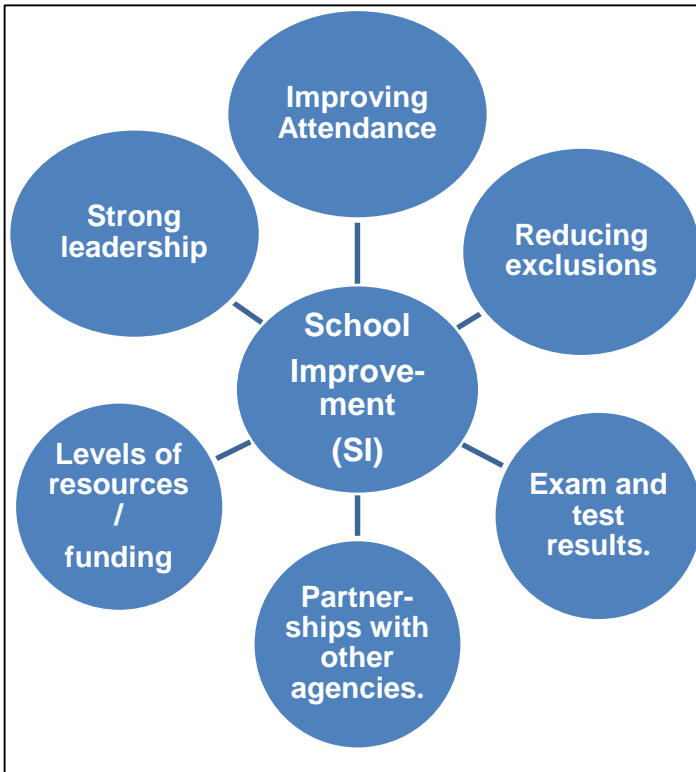 Improving
Attendance
Strong
leadership
Reducing
exclusions
School
Improve-
ment
(SI)
Levels of
resources
/
funding
Exam and
test
results.
Partner-
ships with
other
agencies.